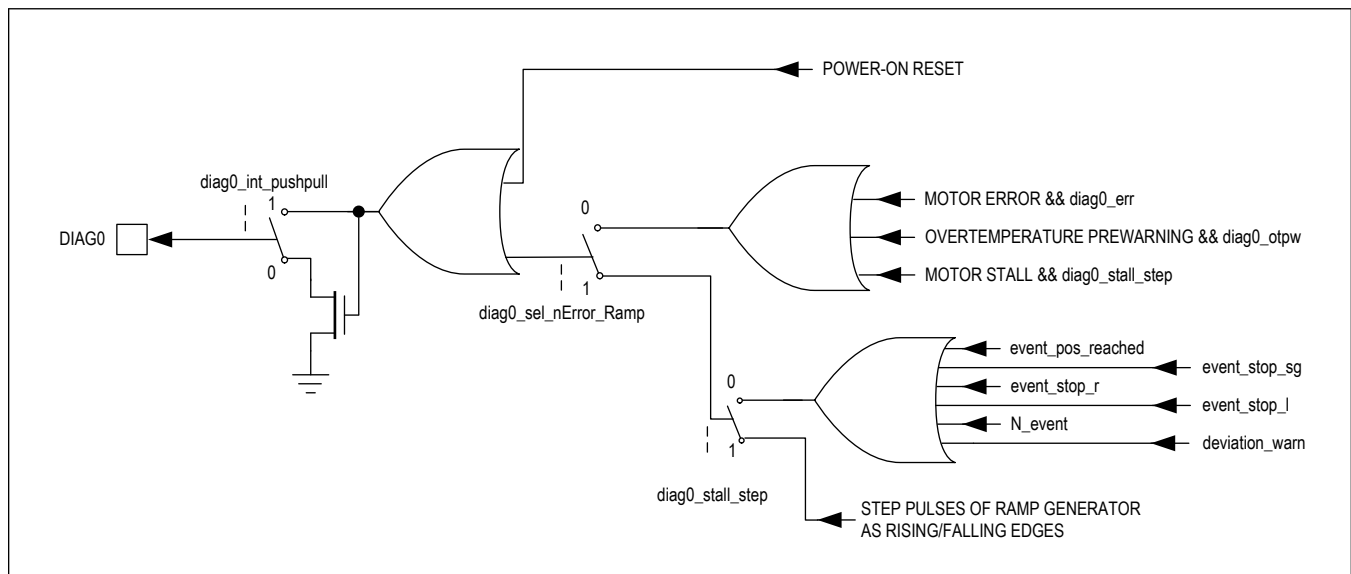 POWER-ON RESET
diag0_int_pushpull
1
0
DIAG0
0
MOTOR ERROR && diag0_err
OVERTEMPERATURE PREWARNING && diag0_otpw
MOTOR STALL && diag0_stall_step
0
1
diag0_sel_nError_Ramp
event_pos_reached
event_stop_sg
event_stop_r
event_stop_l
N_event
deviation_warn
0
1
diag0_stall_step
STEP PULSES OF RAMP GENERATOR
AS RISING/FALLING EDGES